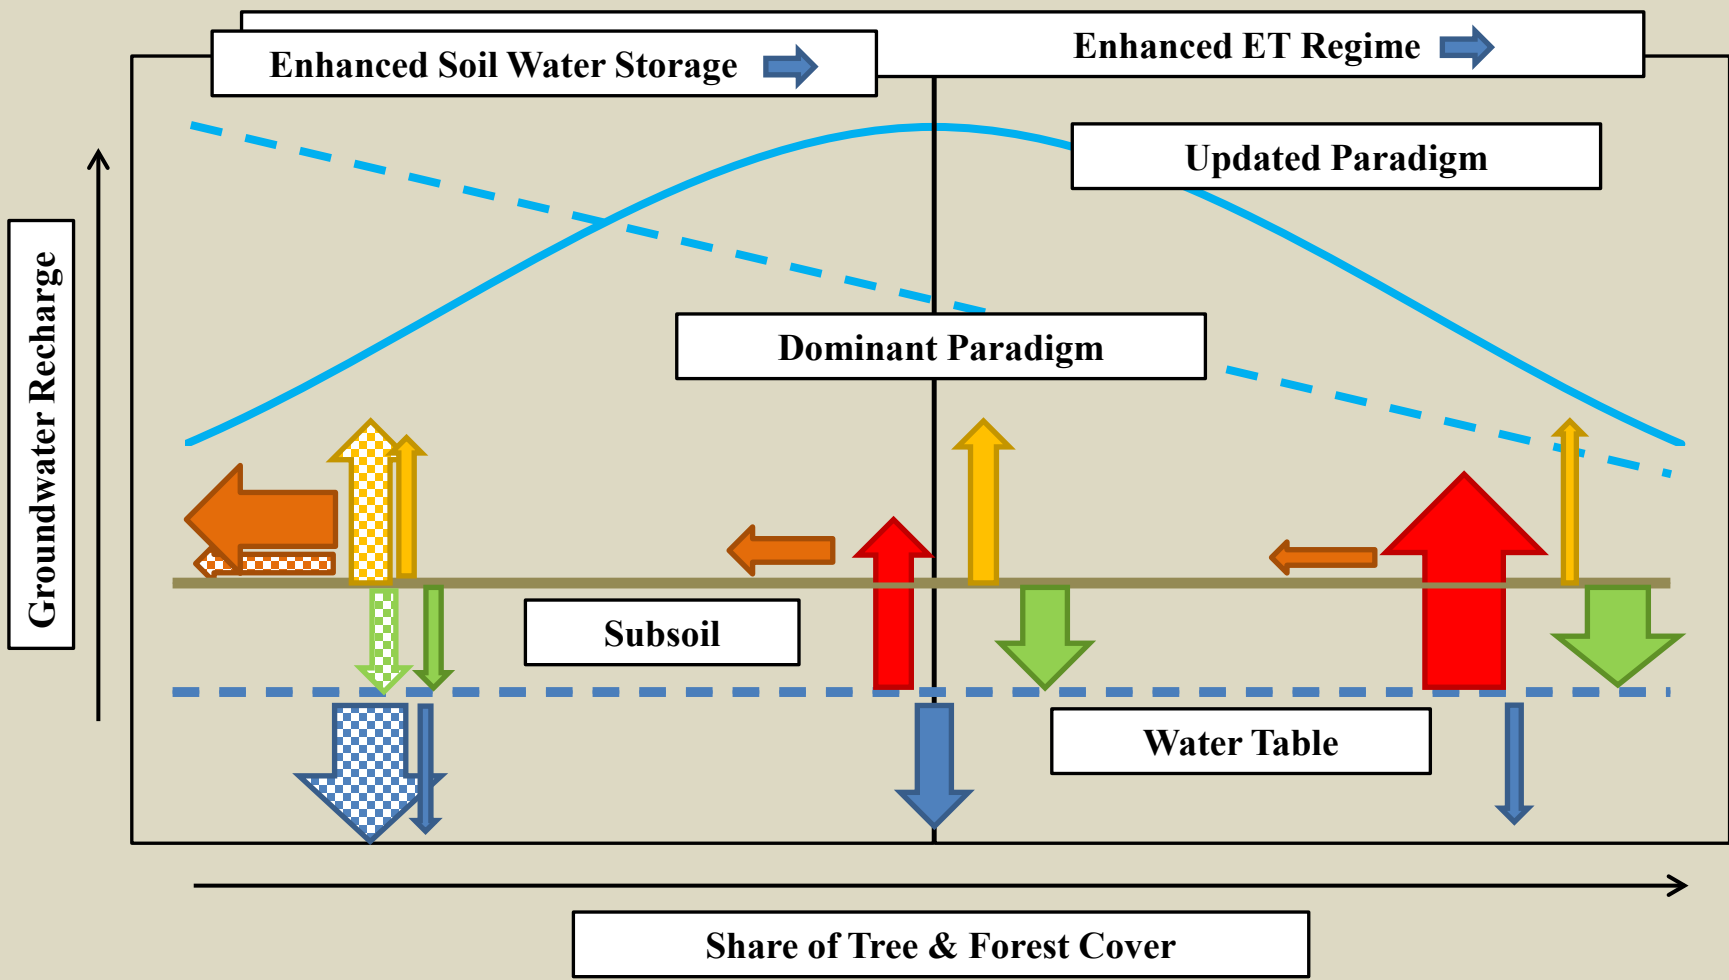 Enhanced Soil Water Storage
Enhanced ET Regime
Updated Paradigm
Dominant Paradigm
Groundwater Recharge
Subsoil
Water Table
Share of Tree & Forest Cover